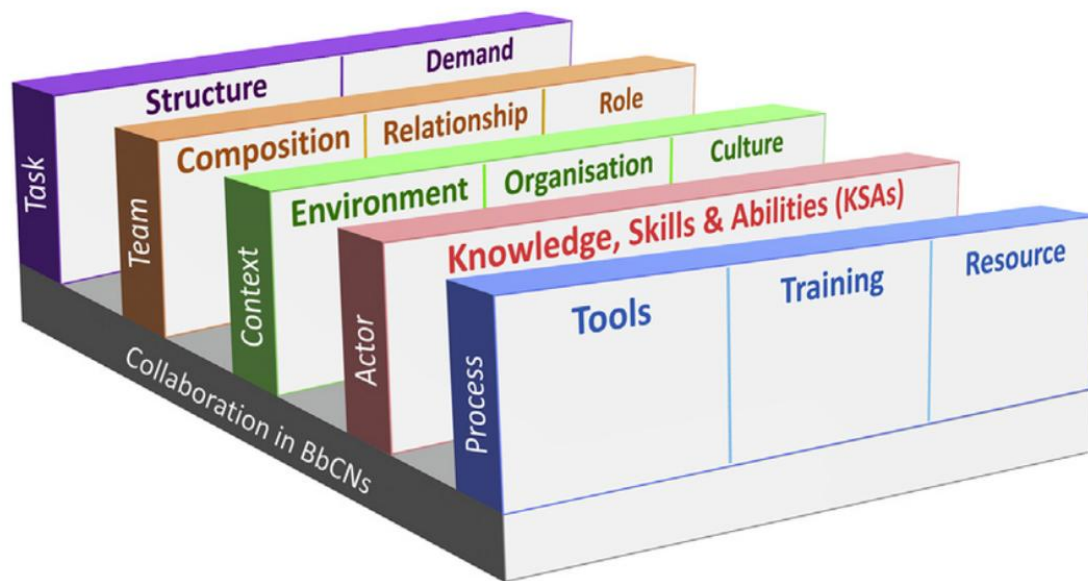 Task
Structure
Demand
Team
Composition
Relationship
Role
Context
Environment
Organisation
Culture
Actor
Knowledge, Skills & Abilities (KSAs)
Process
Tools
Training
Resource
Collaboration in BbCNs